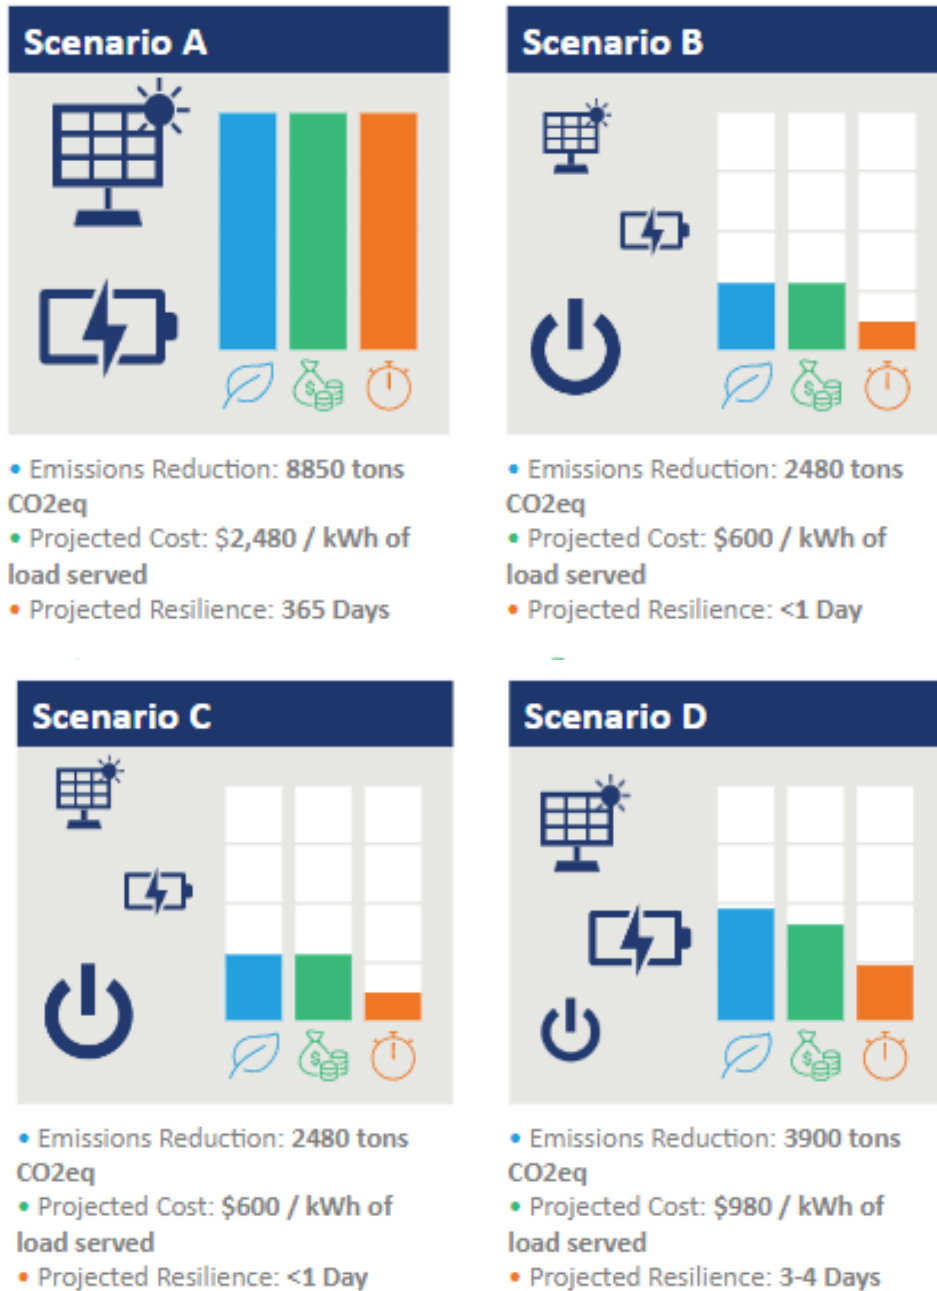 Scenario A
• Emissions Reduction: 8850 tons
CO2eq
• Projected Cost: $2,480 / kWh of
load served
• Projected Resilience: 365 Days
Scenario B
• Emissions Reduction: 2480 tons
CO2eq
• Projected Cost: $600 / kWh of
load served
• Projected Resilience: <1 Day
Scenario C
• Emissions Reduction: 2480 tons
CO2eq
• Projected Cost: $600 / kWh of
load served
• Projected Resilience: <1 Day
Scenario D
• Emissions Reduction: 3900 tons
CO2eq
• Projected Cost: $980 / kWh of
load served
• Projected Resilience: 3-4 Days